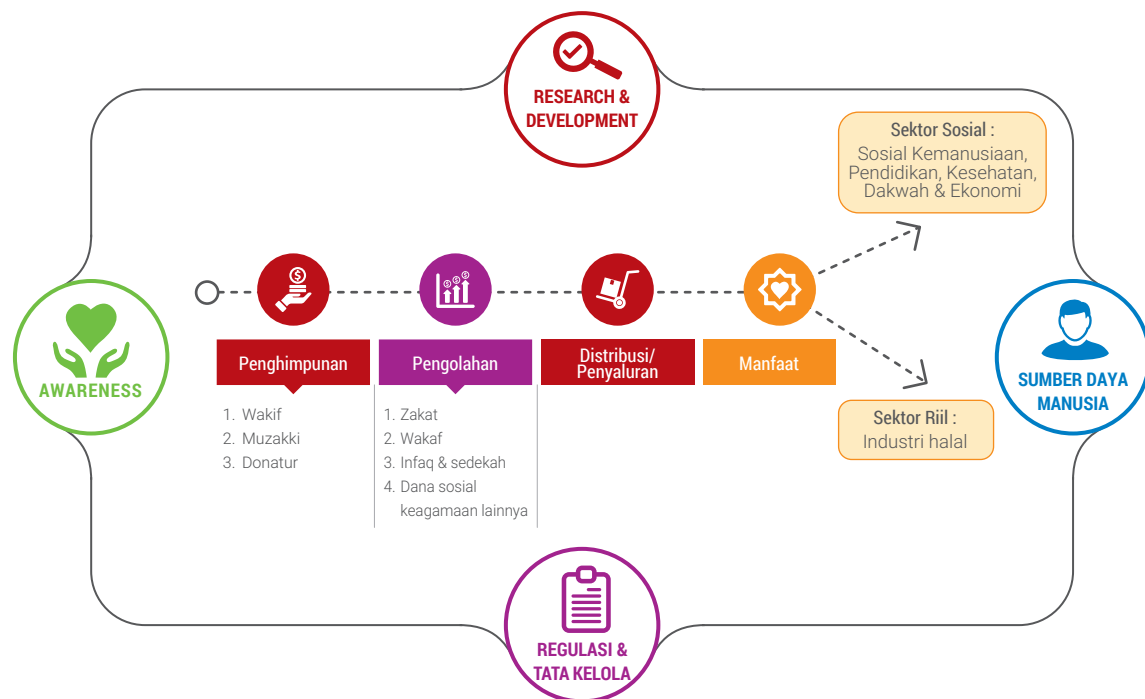 RESEARCH &
DEVELOPMENT
Sektor Sosial :
Sosial Kemanusiaan,
Pendidikan, Kesehatan,
Dakwah & Ekonomi
AWARENESS
Penghimpunan
1. Wakif
2. Muzakki
3. Donatur
Pengolahan
1. Zakat
2. Wakaf
3. Infaq & sedekah
4. Dana sosial
keagamaan lainnya
Distribusi/
Penyaluran
Manfaat
Sektor Riil :
Industri halal
SUMBER DAYA
MANUSIA
REGULASI &
TATA KELOLA